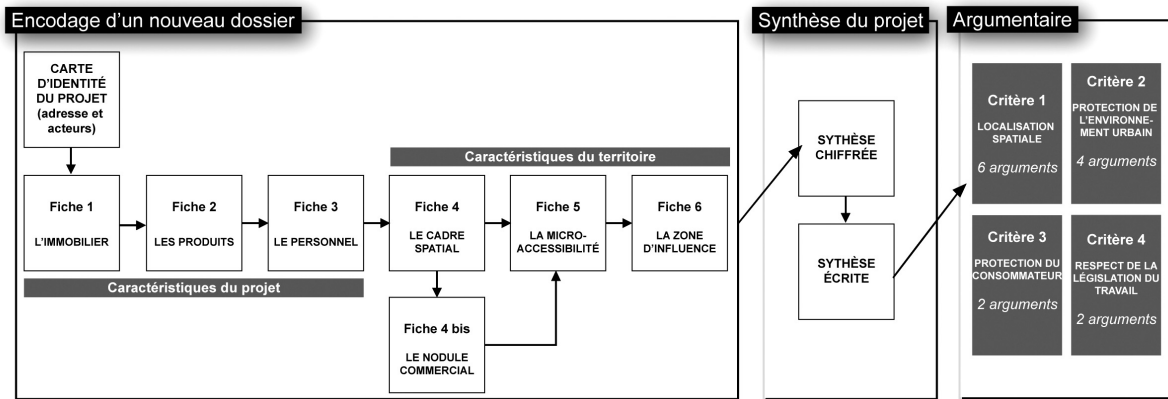 Encodage d'un nouveau dossier
CARTE
D'IDENTITÉ
DU PROJET
(adresse et
acteurs)
Caractéristiques du territoire
Fiche 1
L'IMMOBILIER
Fiche 2
LES PRODUITS
Fiche 3
LE PERSONNEL
Fiche 4
LE CADRE
SPATIAL
Fiche 5
LA MICRO-
ACCESSIBILITÉ
Fiche 6
LA ZONE
D'INFLUENCE
Caractéristiques du projet
Fiche 4 bis
LE NODULE
COMMERCIAL
Synthèse du projet
SYTHÈSE
CHIFFRÉE
SYTHÈSE
ÉCRITE
Argumentaire
Critère 1
LOCALISATION
SPATIALE
6 arguments
Critère 2
PROTECTION DE
L'ENVIRONNE-
MENT URBAIN
4 arguments
Critère 3
PROTECTION DU
CONSOMMATEUR
2 arguments
Critère 4
RESPECT DE LA
LÉGISLATION DU
TRAVAIL
2 arguments